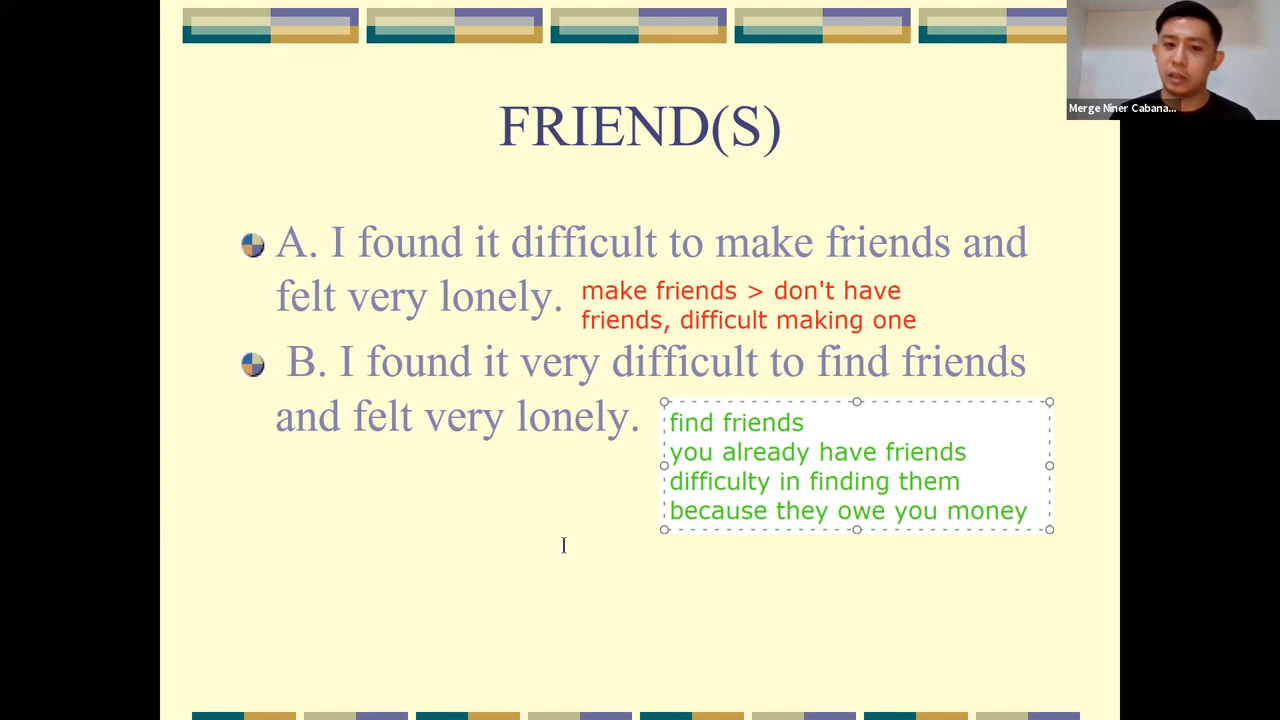 Merge Niner Cabana...
FRIEND(S)
A. I found it difficult to make friends and
felt very lonely.
make friends > don't have
friends, difficult making one
B. I found it very difficult to find friends
and felt very lonely.
find friends
you already have friends
difficulty in finding them
because they owe you money